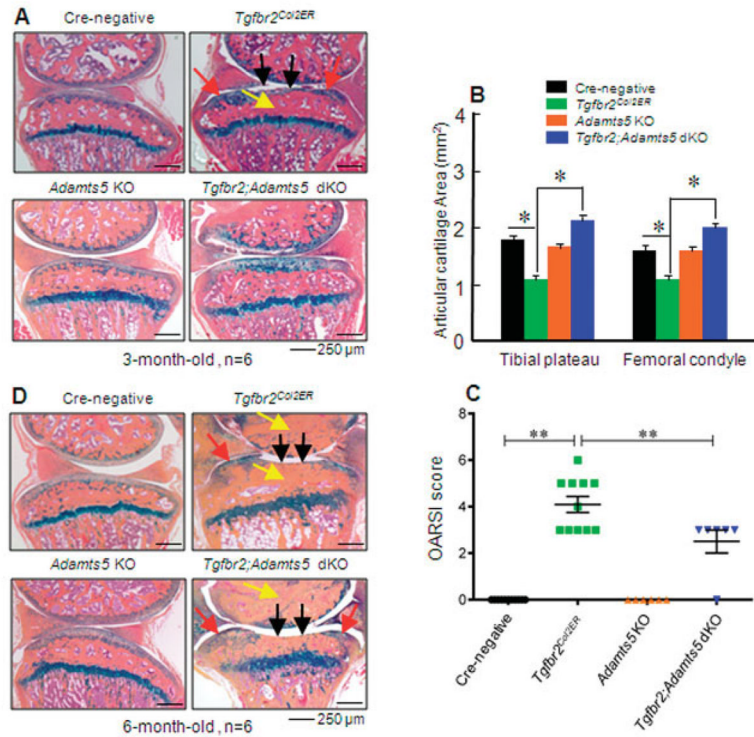 A
Cre-negative
Tgfbr2Col2ER
Adamts5 KO
Tgfbr2;Adamts5 dKO
3-month-old, n=6
250 µm
B
Cre-negative
Tgfbr2Col2ER
Adamts5 KO
Tgfbr2;Adamts5 dKO
Articular cartilage Area (mm²)
4
3
2
1
0
*
*
*
*
Tibial plateau
Femoral condyle
D
Cre-negative
Tgfbr2Col2ER
Adamts5 KO
Tgfbr2;Adamts5 dKO
6-month-old, n=6
250 µm
C
OARSI score
8
6
4
2
0
**
**
Cre-negative
Tgfbr2Col2ER
Adamts5 KO
Tgfbr2;Adamts5 dKO